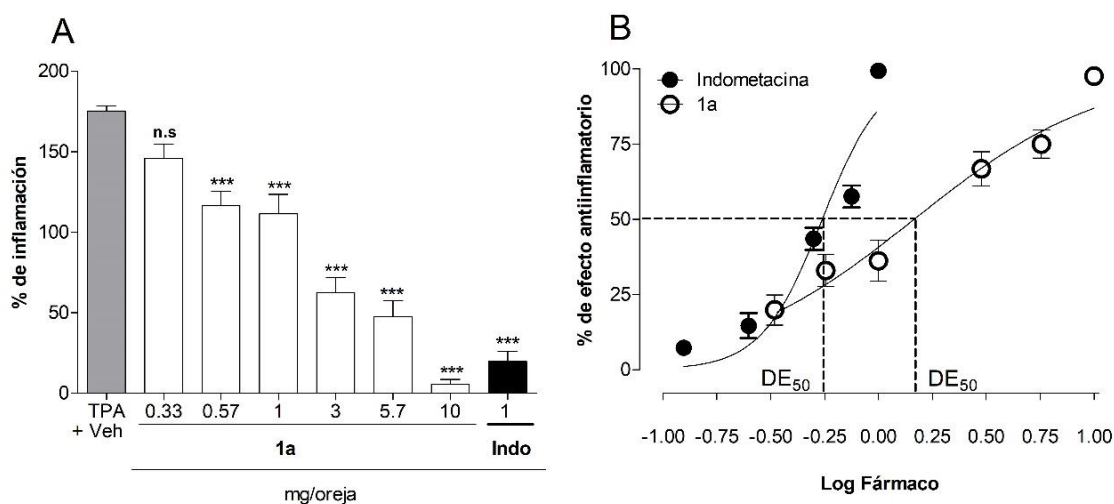 A
% de inflamación
200
150
100
50
0
n.s
***
***
***
***
***
***
TPA + Veh
0.33 0.57 1 3 5.7 10 1
1a Indo
mg/oreja
B
% de efecto antiinflamatorio
100
75
50
25
0
Indometacina
1a
DE50 DE50
-1.00 -0.75 -0.50 -0.25 0.00 0.25 0.50 0.75 1.00
Log Fármaco